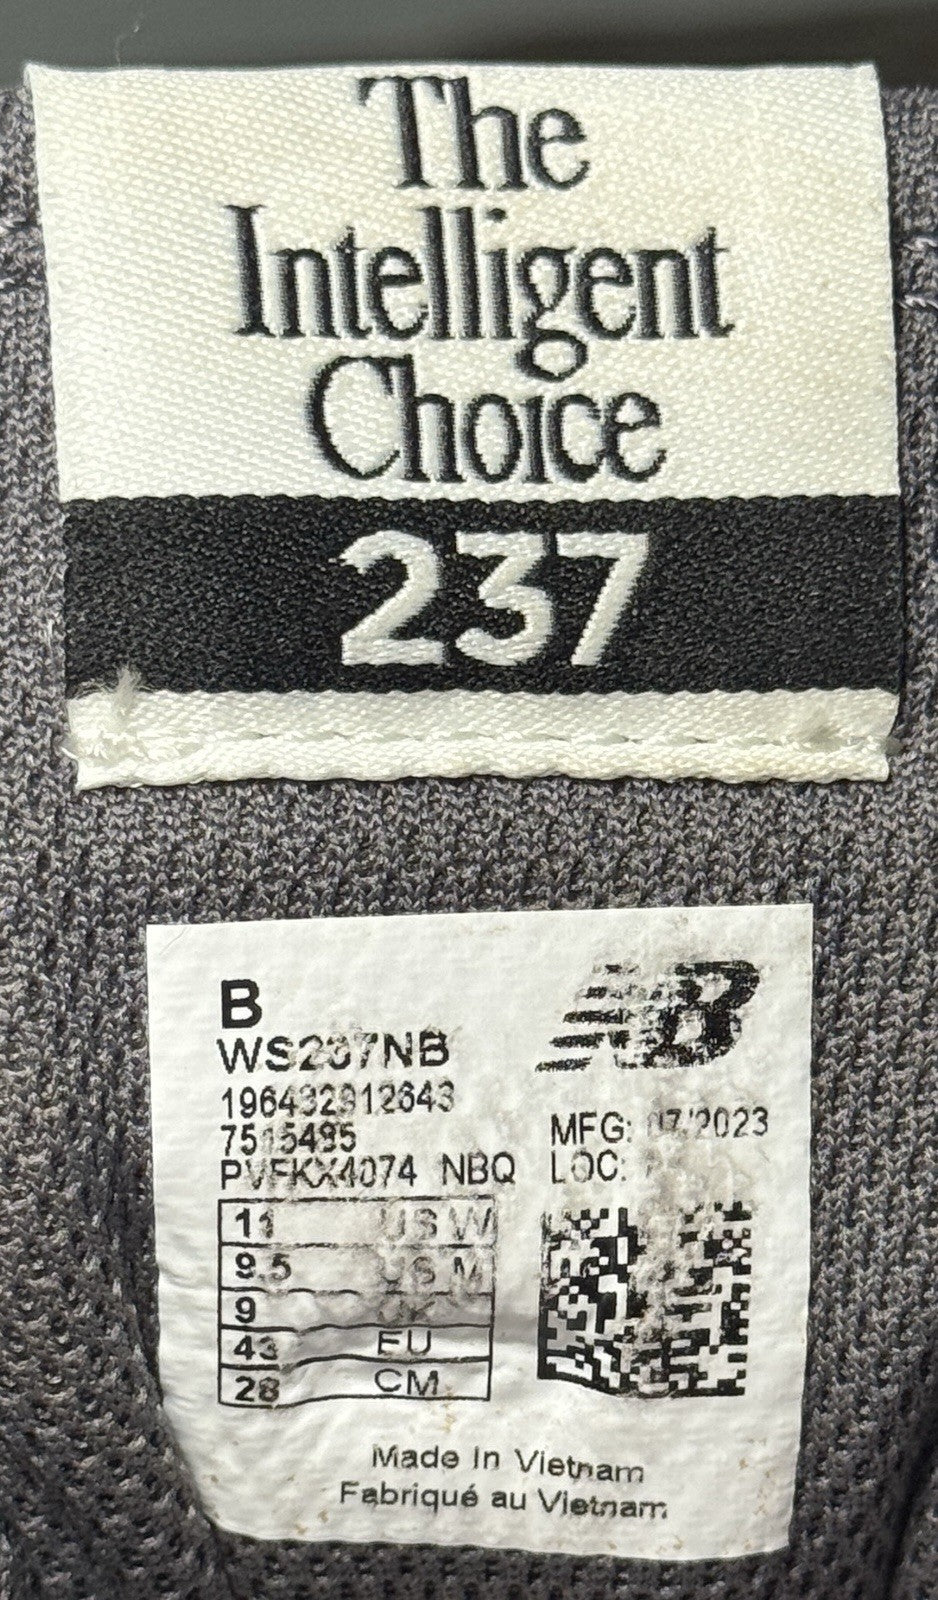 The
Intelligent
Choice
237
B
WS237NB
196432912643
PVFKX4074 NBQ
MFG: 07/2023
LOC:
11 US W
9.5 US M
9 UK
43 EU
28 CM
Made In Vietnam
Fabriqué au Vietnam